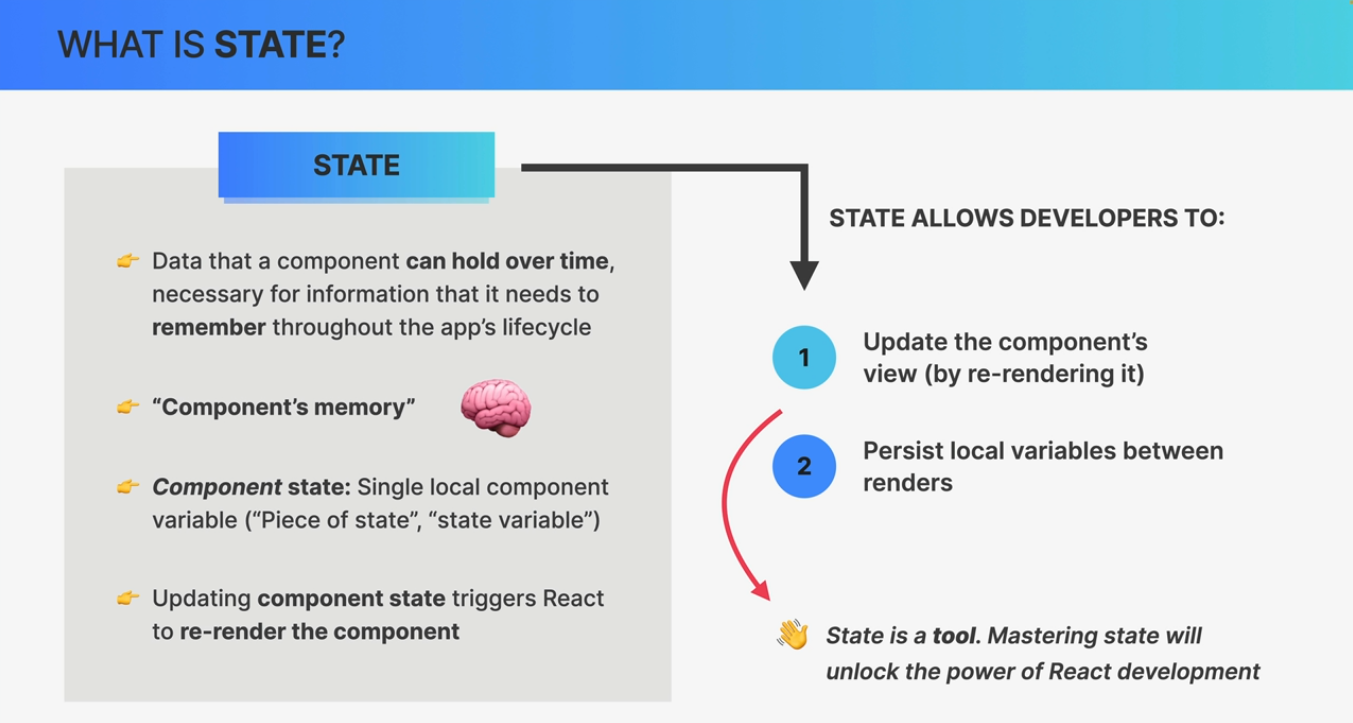 WHAT IS STATE?
STATE
👉 Data that a component can hold over time,
necessary for information that it needs to
remember throughout the app’s lifecycle
👉 “Component’s memory”
👉 Component state: Single local component
variable (“Piece of state”, “state variable”)
👉 Updating component state triggers React
to re-render the component
STATE ALLOWS DEVELOPERS TO:
1
Update the component’s
view (by re-rendering it)
2
Persist local variables between
renders
👋 State is a tool. Mastering state will
unlock the power of React development